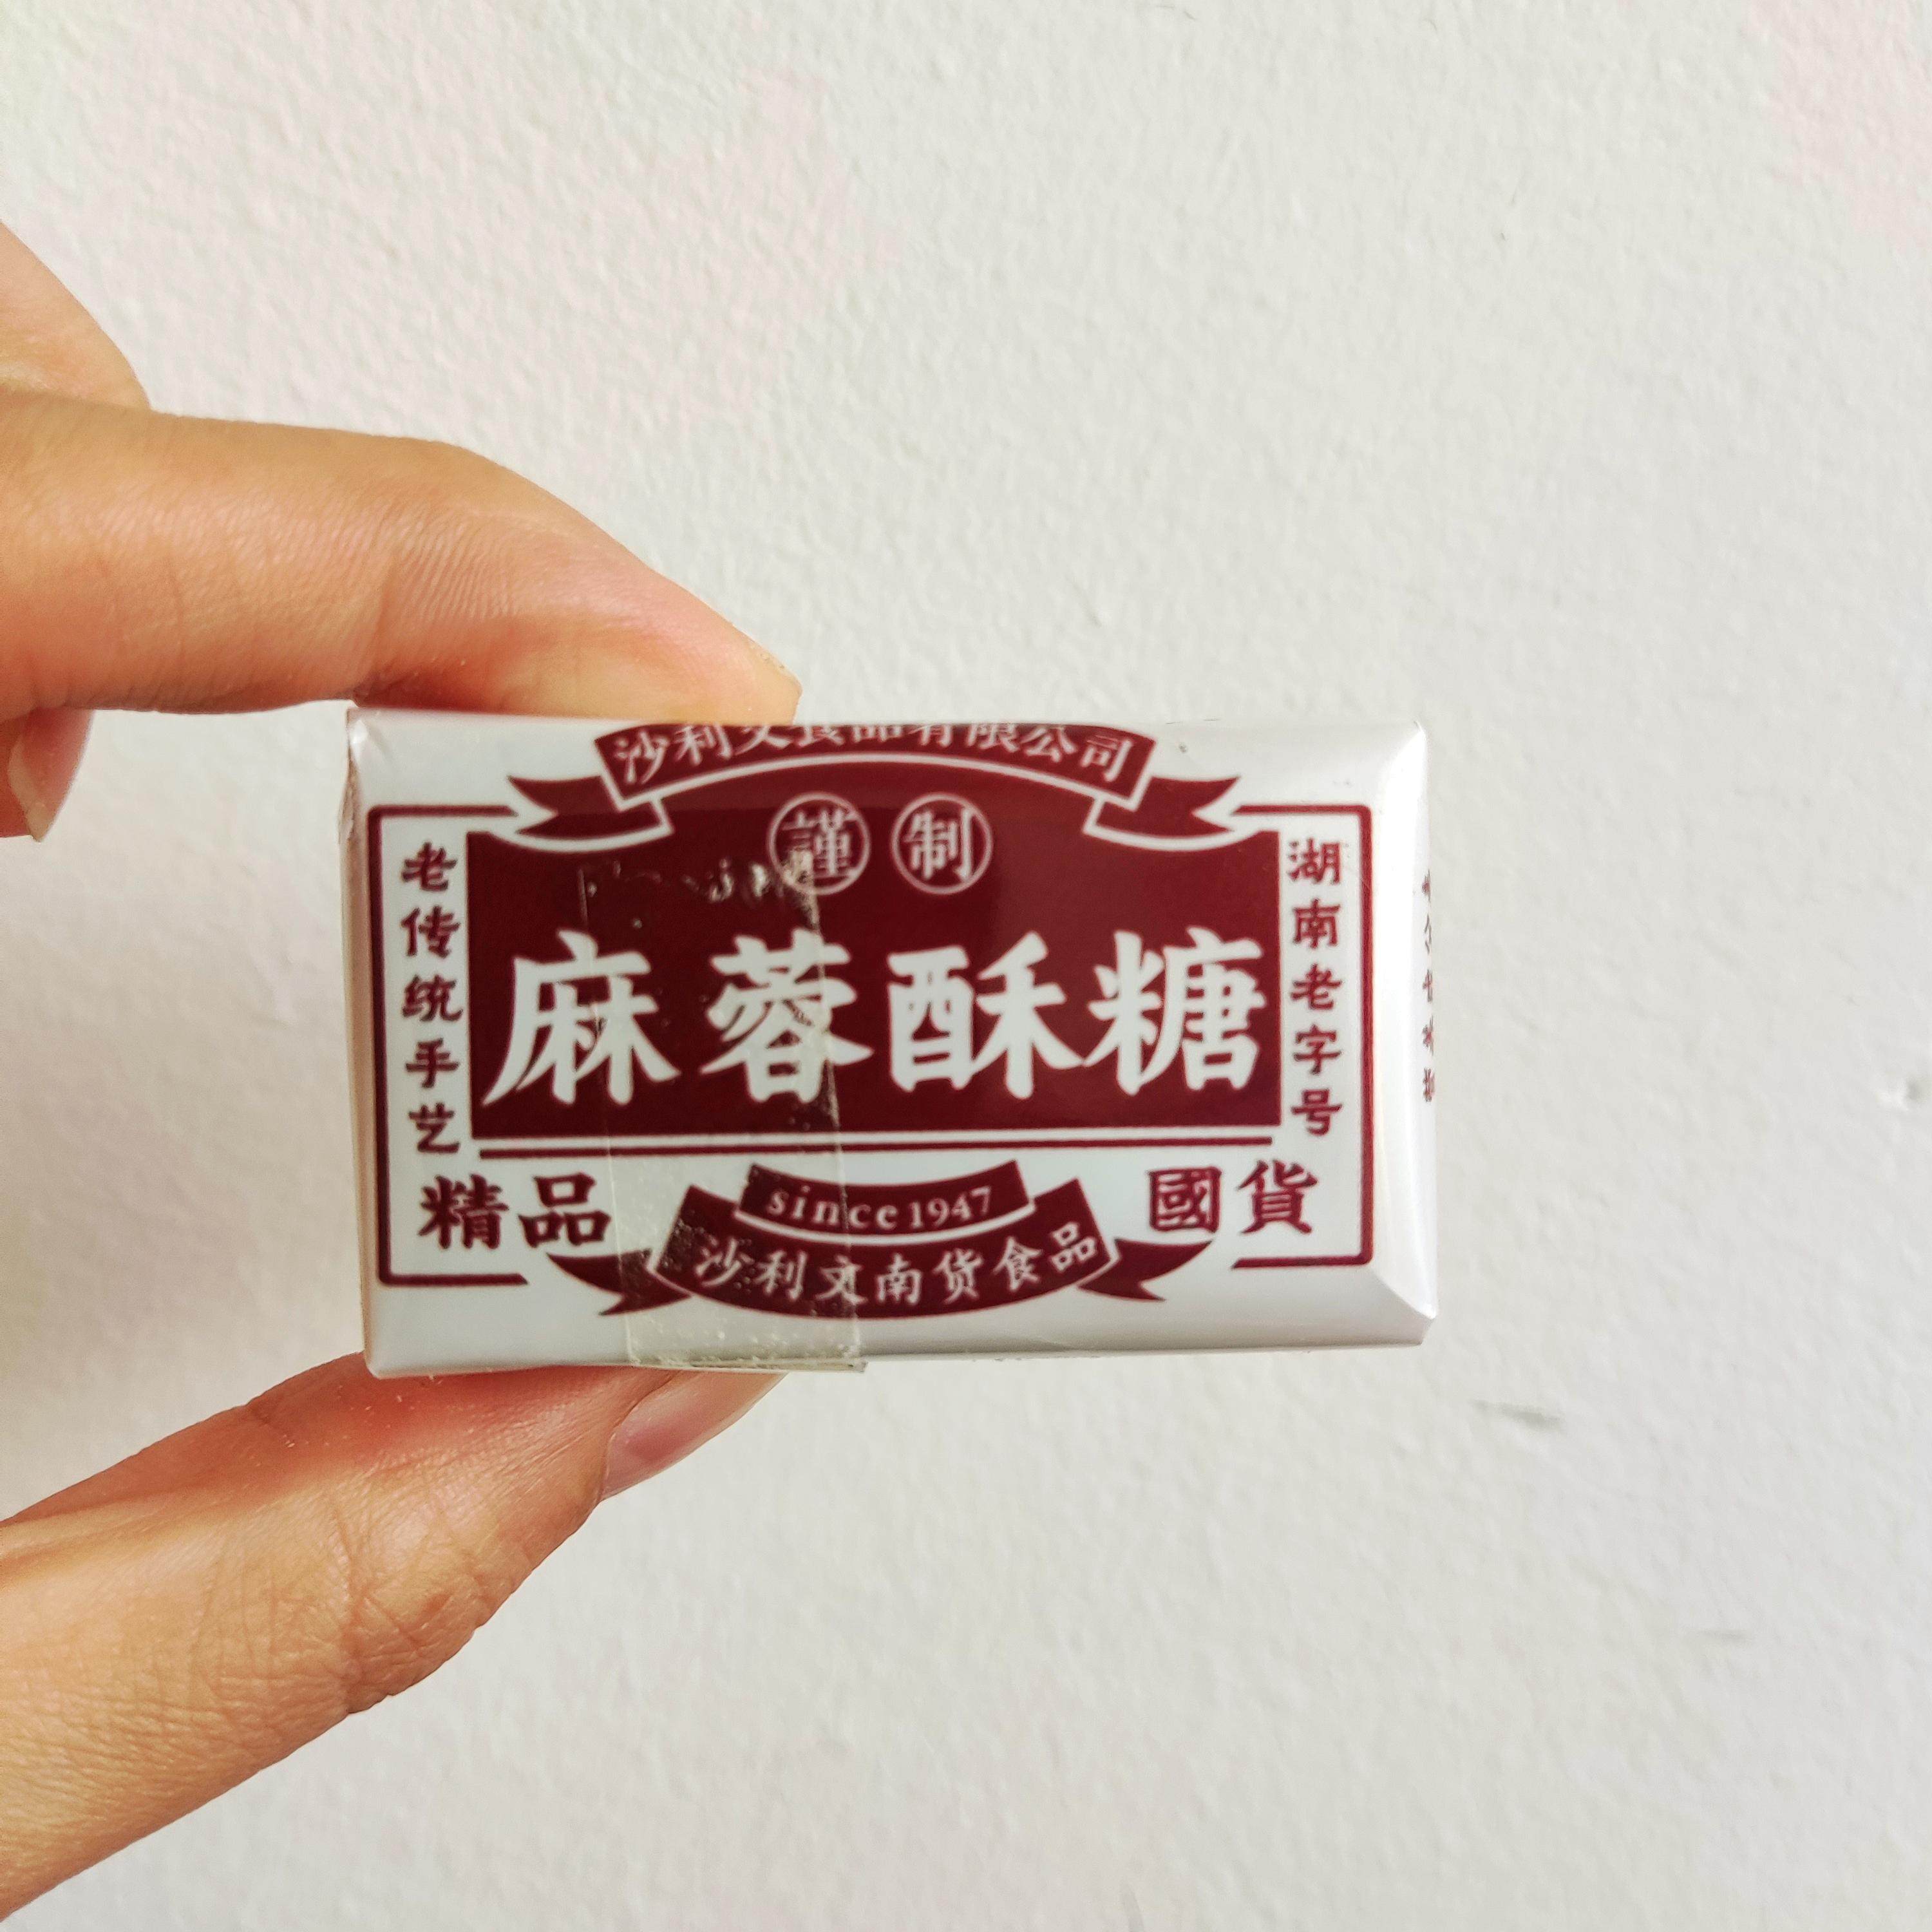 沙利文食品有限公司
謹制
麻蓉酥糖
老传统手艺
湖南老字号
精品
國貨
since1947
沙利文南货食品